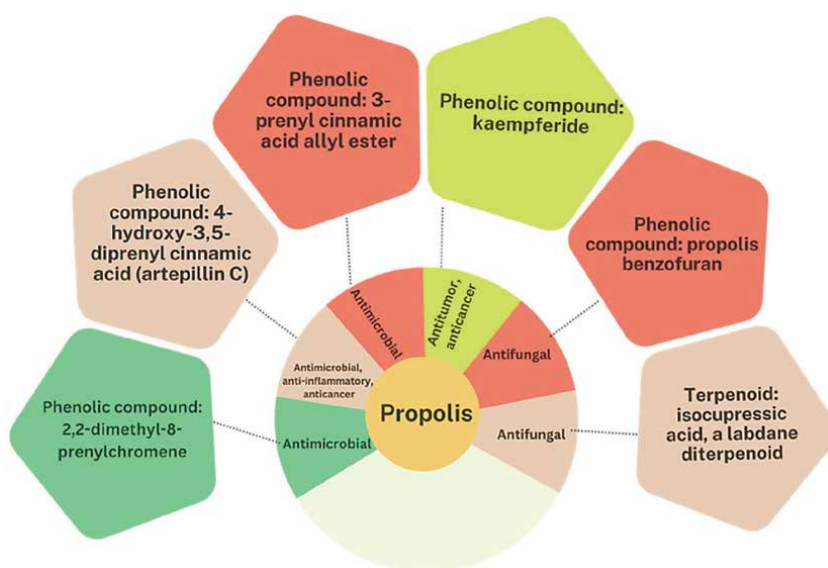 Phenolic
compound: 3-
prenyl cinnamic
acid allyl ester
Phenolic compound:
kaempferide
Phenolic
compound: 4-
hydroxy-3,5-
diprenyl cinnamic
acid (artepillin C)
Phenolic
compound: propolis
benzofuran
Phenolic compound:
2,2-dimethyl-8-
prenylchromene
Terpenoid:
isocupressic
acid, a labdane
diterpenoid
Antimicrobial
Antimicrobial,
anti-inflammatory,
anticancer
Antimicrobial
Antitumor,
anticancer
Antifungal
Antifungal
Propolis